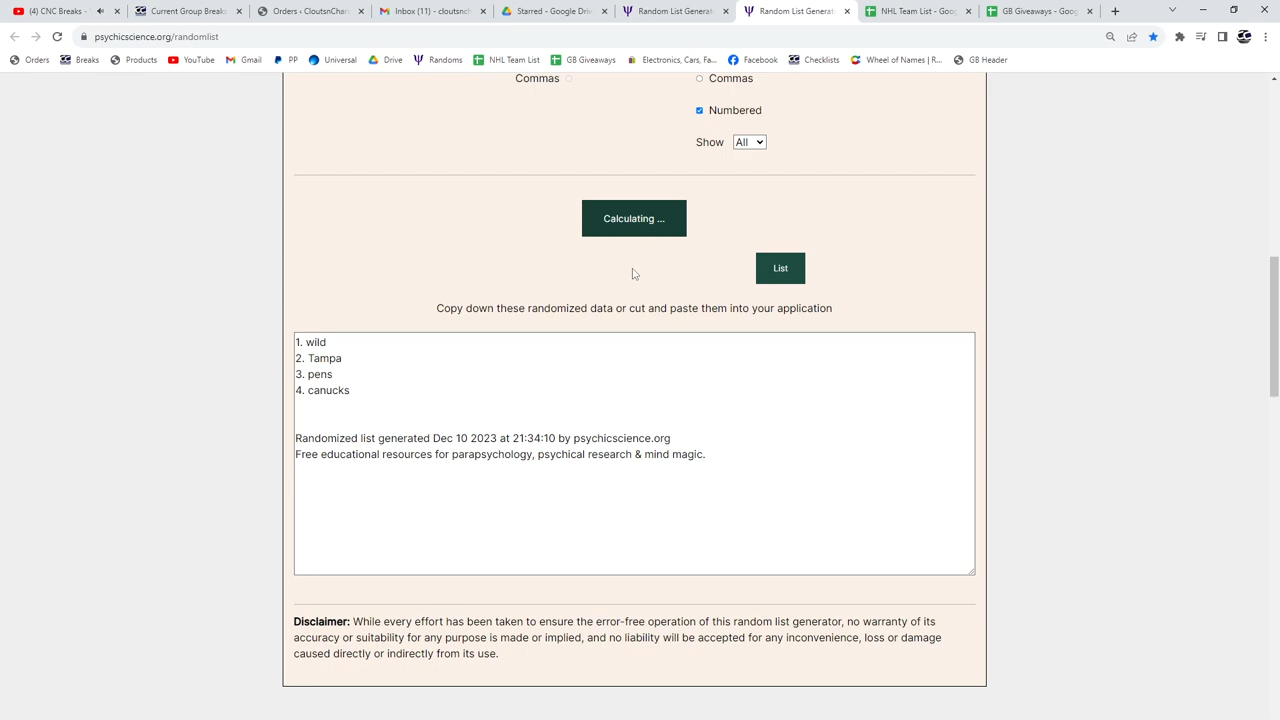 (4) CNC Breaks - 
Current Group Breaks
Orders < CloutsnChar
Inbox (11) - cloutsnch
Starred - Google Driv
Random List Generat
Random List Generat
NHL Team List - Goog
GB Giveaways - Goog
psychicscience.org/randomlist
Orders
Breaks
Products
YouTube
Gmail
PP
Universal
Drive
Randoms
NHL Team List
GB Giveaways
Electronics, Cars, Fa...
Facebook
Checklists
Wheel of Names | R...
GB Header
Commas
Commas
Numbered
Show All
Calculating ...
List
Copy down these randomized data or cut and paste them into your application
1. wild
2. Tampa
3. pens
4. canucks
Randomized list generated Dec 10 2023 at 21:34:10 by psychicscience.org
Free educational resources for parapsychology, psychical research & mind magic.
Disclaimer: While every effort has been taken to ensure the error-free operation of this random list generator, no warranty of its
accuracy or suitability for any purpose is made or implied, and no liability will be accepted for any inconvenience, loss or damage
caused directly or indirectly from its use.